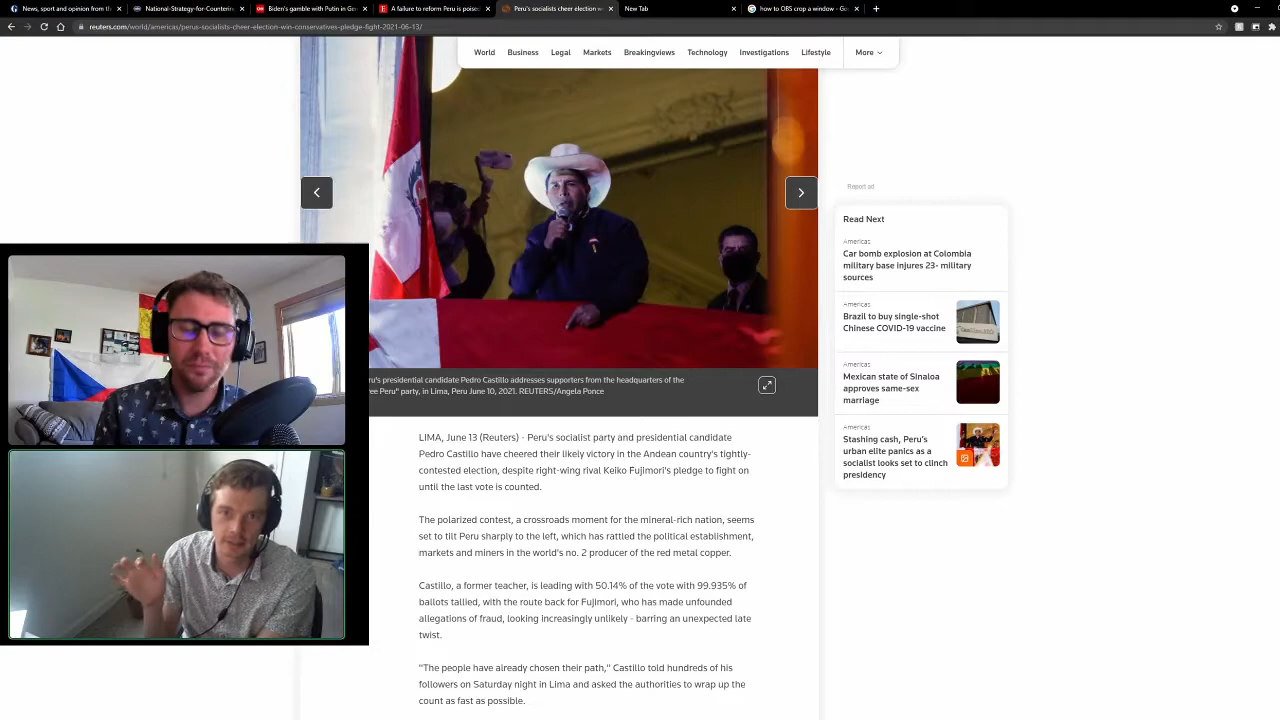 News, sport and opinion from th
National-Strategy-for-Counterin
Biden's gamble with Putin in Ge
A failure to reform Peru is poise
Peru's socialists cheer election w
New Tab
how to OBS crop a window - Go
reuters.com/world/americas/perus-socialists-cheer-election-win-conservatives-pledge-fight-2021-06-13/
World Business Legal Markets Breakingviews Technology Investigations Lifestyle More
ru's presidential candidate Pedro Castillo addresses supporters from the headquarters of the
ee Peru" party, in Lima, Peru June 10, 2021. REUTERS/Angela Ponce
LIMA, June 13 (Reuters) - Peru's socialist party and presidential candidate
Pedro Castillo have cheered their likely victory in the Andean country's tightly-
contested election, despite right-wing rival Keiko Fujimori's pledge to fight on
until the last vote is counted.
The polarized contest, a crossroads moment for the mineral-rich nation, seems
set to tilt Peru sharply to the left, which has rattled the political establishment,
markets and miners in the world's no. 2 producer of the red metal copper.
Castillo, a former teacher, is leading with 50.14% of the vote with 99.935% of
ballots tallied, with the route back for Fujimori, who has made unfounded
allegations of fraud, looking increasingly unlikely - barring an unexpected late
twist.
"The people have already chosen their path," Castillo told hundreds of his
followers on Saturday night in Lima and asked the authorities to wrap up the
count as fast as possible.
Report ad
Read Next
Americas
Car bomb explosion at Colombia
military base injures 23- military
sources
Americas
Brazil to buy single-shot
Chinese COVID-19 vaccine
Americas
Mexican state of Sinaloa
approves same-sex
marriage
Americas
Stashing cash, Peru's
urban elite panics as a
socialist looks set to clinch
presidency